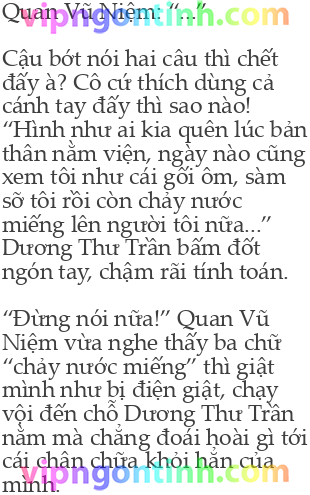 Quan Vũ Niệm: “...”
vipngontinh.com
Cậu bớt nói hai câu thì chết
đấy à? Cô cứ thích dùng cả
cánh tay đấy thì sao nào!
“Hình như ai kia quên lúc bản
thân nằm viện, ngày nào cũng
xem tôi như cái gối ôm, sàm
sỡ tôi rồi còn chảy nước
miếng lên người tôi nữa...”
Dương Thư Trần bấm đốt
ngón tay, chậm rãi tính toán.
“Đừng nói nữa!” Quan Vũ
Niệm vừa nghe thấy ba chữ
“chảy nước miếng” thì giật
mình như bị điện giật, chạy
vội đến chỗ Dương Thư Trần
nằm mà chẳng đoái hoài gì tới
cái chân chữa khỏi hẳn của
mình.
vipngontinh.com